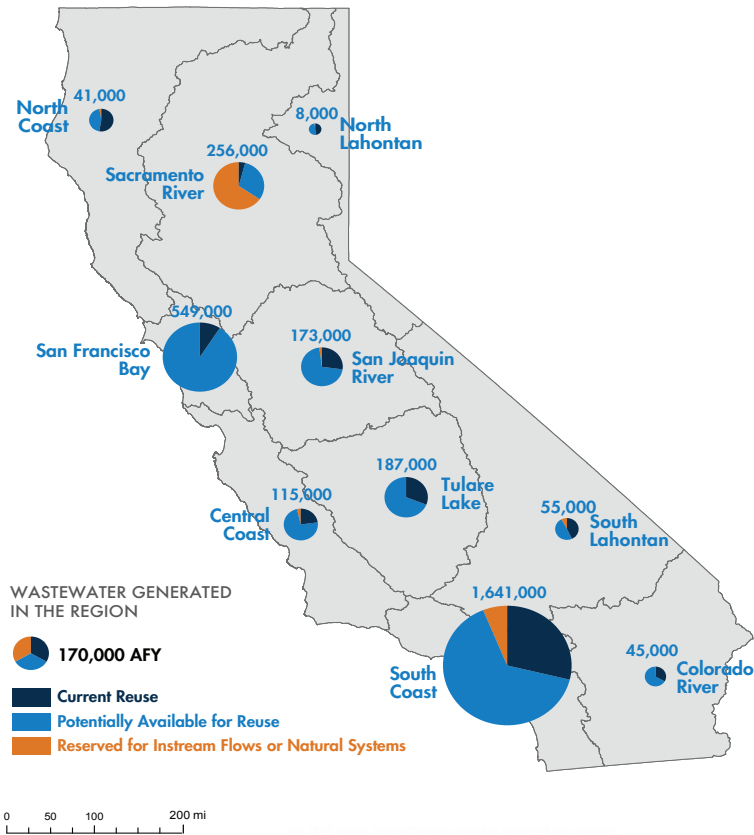 41,000
North
Coast
8,000
North
Lahontan
256,000
Sacramento
River
549,000
San Francisco
Bay
173,000
San Joaquin
River
187,000
Tulare
Lake
115,000
Central
Coast
55,000
South
Lahontan
1,641,000
South
Coast
45,000
Colorado
River
WASTEWATER GENERATED
IN THE REGION
170,000 AFY
Current Reuse
Potentially Available for Reuse
Reserved for Instream Flows or Natural Systems
0 50 100 200 mi